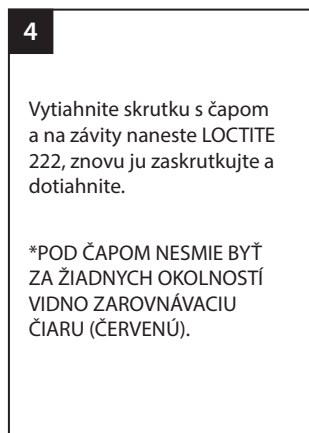 4
Vytiahnite skrutku s čapom
a na závity naneste LOCTITE
222, znovu ju zaskrutkujte a
dotiahnite.
*POD ČAPOM NESMIE BYŤ
ZA ŽIADNYCH OKOLNOSTÍ
VIDNO ZAROVNÁVACIU
ČIARU (ČERVENÚ).